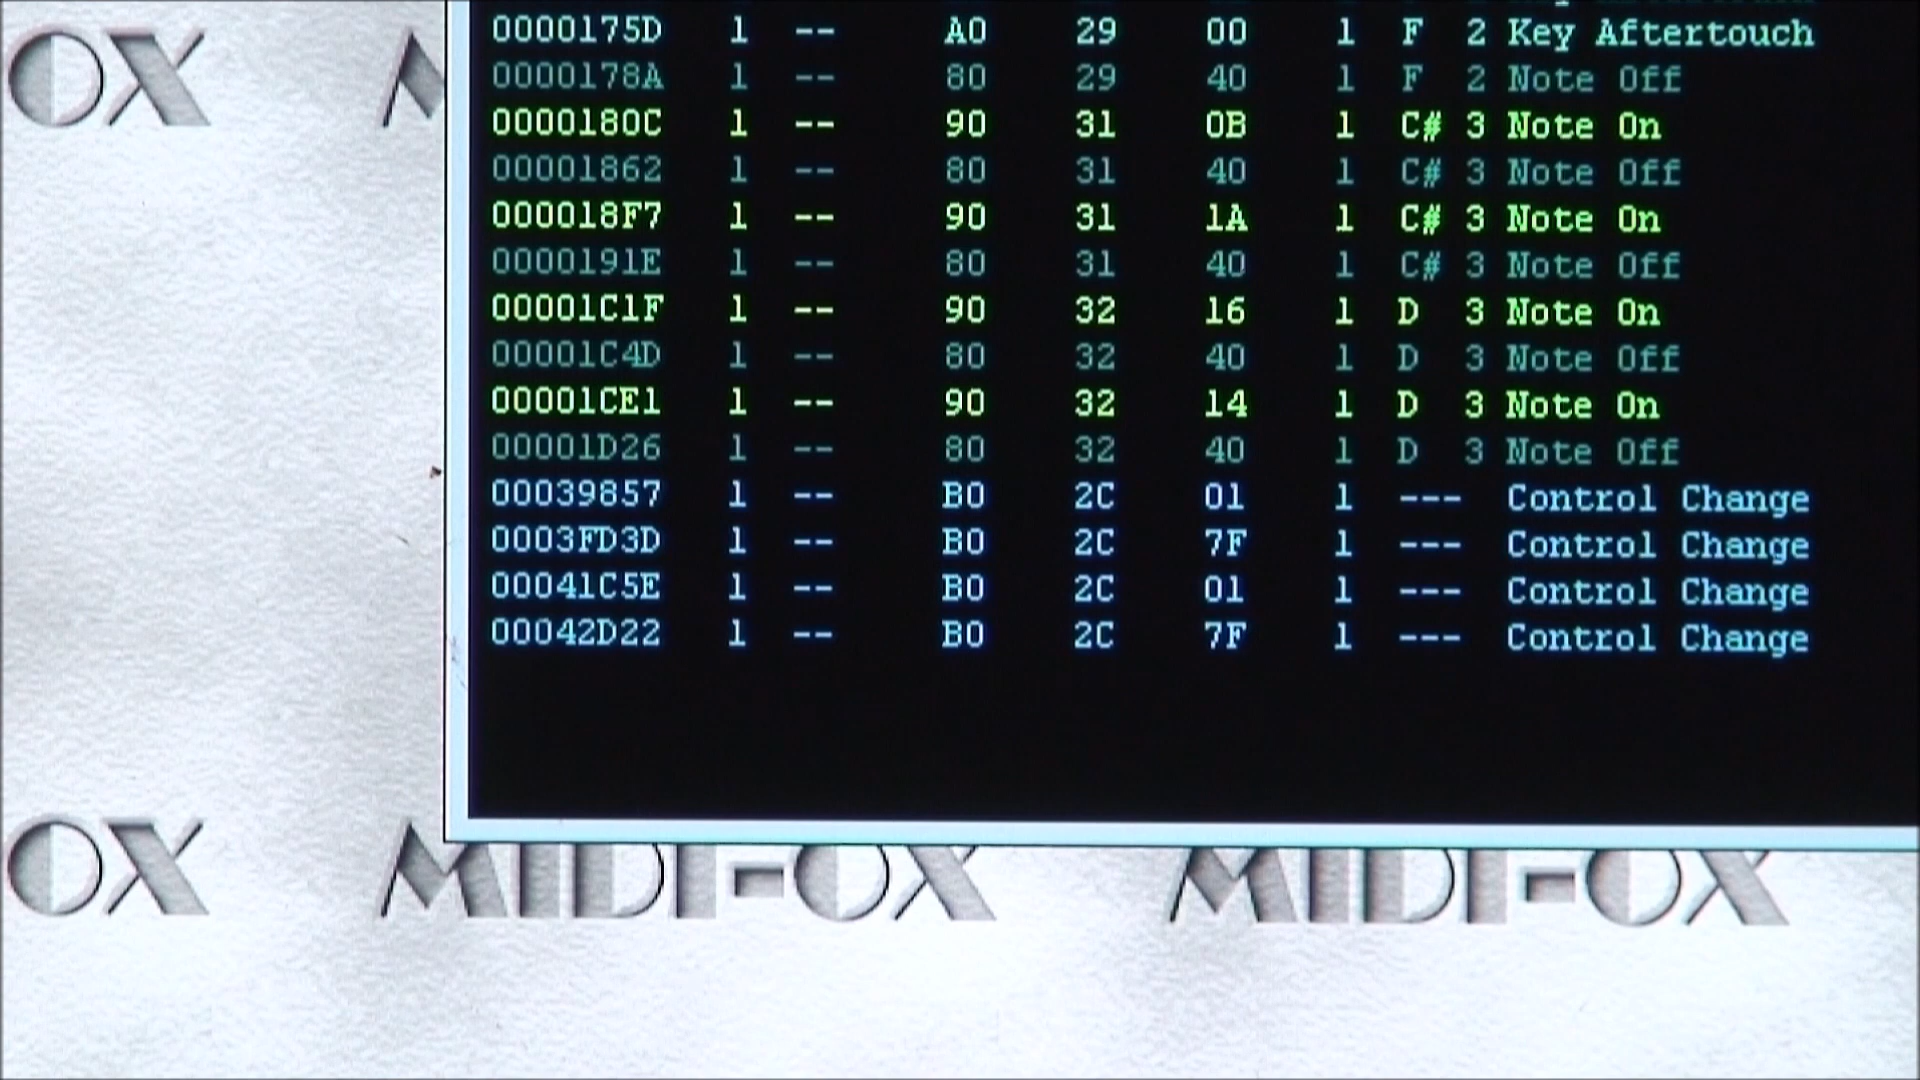 OX
0000175D 1 -- A0 29 00 1 F 2 Key Aftertouch
0000178A 1 -- 80 29 40 1 F 2 Note Off
0000180C 1 -- 90 31 0B 1 C# 3 Note On
00001862 1 -- 80 31 40 1 C# 3 Note Off
000018F7 1 -- 90 31 1A 1 C# 3 Note On
0000191E 1 -- 80 31 40 1 C# 3 Note Off
00001C1F 1 -- 90 32 16 1 D 3 Note On
00001C4D 1 -- 80 32 40 1 D 3 Note Off
00001CE1 1 -- 90 32 14 1 D 3 Note On
00001D26 1 -- 80 32 40 1 D 3 Note Off
00039857 1 -- B0 2C 01 1 --- Control Change
0003FD3D 1 -- B0 2C 7F 1 --- Control Change
00041C5E 1 -- B0 2C 01 1 --- Control Change
00042D22 1 -- B0 2C 7F 1 --- Control Change
OX MIDI-OX MIDI-OX